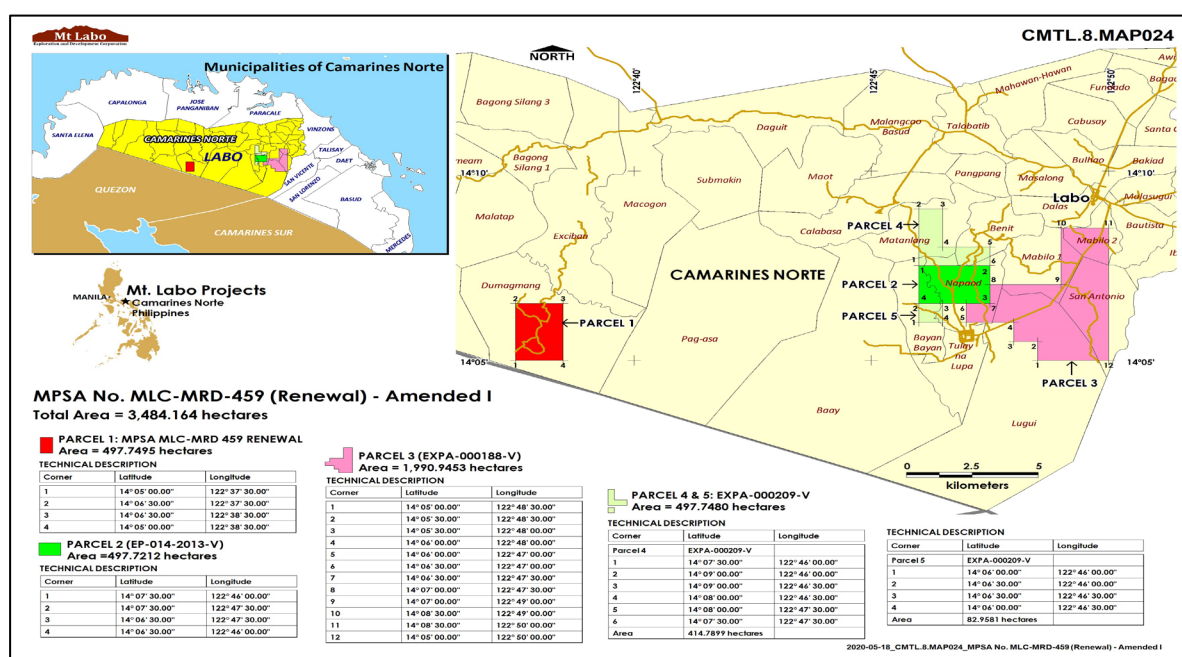 Mt Labo
Exploration and Development Corporation
CMTL.8.MAP024
Municipalities of Camarines Norte
CAPALONGA
JOSE PANGANIBAN
PARACALE
SANTA ELENA
VINZONS
CAMARINES NORTE
LABO
TALISAY
DAET
SAN VICENTE
SAN LORENZO
BASUD
MERCEDES
QUEZON
CAMARINES SUR
Mt. Labo Projects
MANILA
Camarines Norte
Philippines
NORTH
122°40'
122°45'
122°50'
14°10'
14°10'
14°05'
14°05'
Bagong Silang 3
Bagong Silang 1
Daguit
Malangcao Basud
Talabatib
Mahawan-Hawan
Fundado
Cabusay
Bulhao
Bakiad
Masalong
Malasugui
Pangpang
Dalas
Labo
Bautista
Submakin
Maot
Macogon
Malatap
Exciban
Calabasa
Matanlang
Benit
Mabilo 1
Mabilo 2
San Antonio
Napaod
Dumagmang
Pag-asa
CAMARINES NORTE
Bayan Bayan
Tulay na Lupa
Baay
Lugui
PARCEL 1
PARCEL 2
PARCEL 3
PARCEL 4
PARCEL 5
0 2.5 5
kilometers
MPSA No. MLC-MRD-459 (Renewal) - Amended I
Total Area = 3,484.164 hectares
PARCEL 1: MPSA MLC-MRD 459 RENEWAL
Area = 497.7495 hectares
TECHNICAL DESCRIPTION
Corner Latitude Longitude
1 14° 05' 00.00" 122° 37' 30.00"
2 14° 06' 30.00" 122° 37' 30.00"
3 14° 06' 30.00" 122° 38' 30.00"
4 14° 05' 00.00" 122° 38' 30.00"
PARCEL 2 (EP-014-2013-V)
Area =497.7212 hectares
TECHNICAL DESCRIPTION
Corner Latitude Longitude
1 14° 07' 30.00" 122° 46' 00.00"
2 14° 07' 30.00" 122° 47' 30.00"
3 14° 06' 30.00" 122° 47' 30.00"
4 14° 06' 30.00" 122° 46' 00.00"
PARCEL 3 (EXPA-000188-V)
Area = 1,990.9453 hectares
TECHNICAL DESCRIPTION
Corner Latitude Longitude
1 14° 05' 00.00" 122° 48' 30.00"
2 14° 05' 30.00" 122° 48' 30.00"
3 14° 05' 30.00" 122° 48' 00.00"
4 14° 06' 00.00" 122° 48' 00.00"
5 14° 06' 00.00" 122° 47' 00.00"
6 14° 06' 30.00" 122° 47' 00.00"
7 14° 06' 30.00" 122° 47' 30.00"
8 14° 07' 00.00" 122° 47' 30.00"
9 14° 07' 00.00" 122° 49' 00.00"
10 14° 08' 30.00" 122° 49' 00.00"
11 14° 08' 30.00" 122° 50' 00.00"
12 14° 05' 00.00" 122° 50' 00.00"
PARCEL 4 & 5: EXPA-000209-V
Area = 497.7480 hectares
TECHNICAL DESCRIPTION
Corner Latitude Longitude
Parcel 4 EXPA-000209-V
1 14° 07' 30.00" 122° 46' 00.00"
2 14° 09' 00.00" 122° 46' 00.00"
3 14° 09' 00.00" 122° 46' 30.00"
4 14° 08' 00.00" 122° 46' 30.00"
5 14° 08' 00.00" 122° 47' 30.00"
6 14° 07' 30.00" 122° 47' 30.00"
Area 414.7899 hectares
TECHNICAL DESCRIPTION
Corner Latitude Longitude
Parcel 5 EXPA-000209-V
1 14° 06' 00.00" 122° 46' 00.00"
2 14° 06' 30.00" 122° 46' 00.00"
3 14° 06' 30.00" 122° 46' 30.00"
4 14° 06' 00.00" 122° 46' 30.00"
Area 82.9581 hectares
2020-05-18_CMTL.8.MAP024_MPSA No. MLC-MRD-459 (Renewal) - Amended I